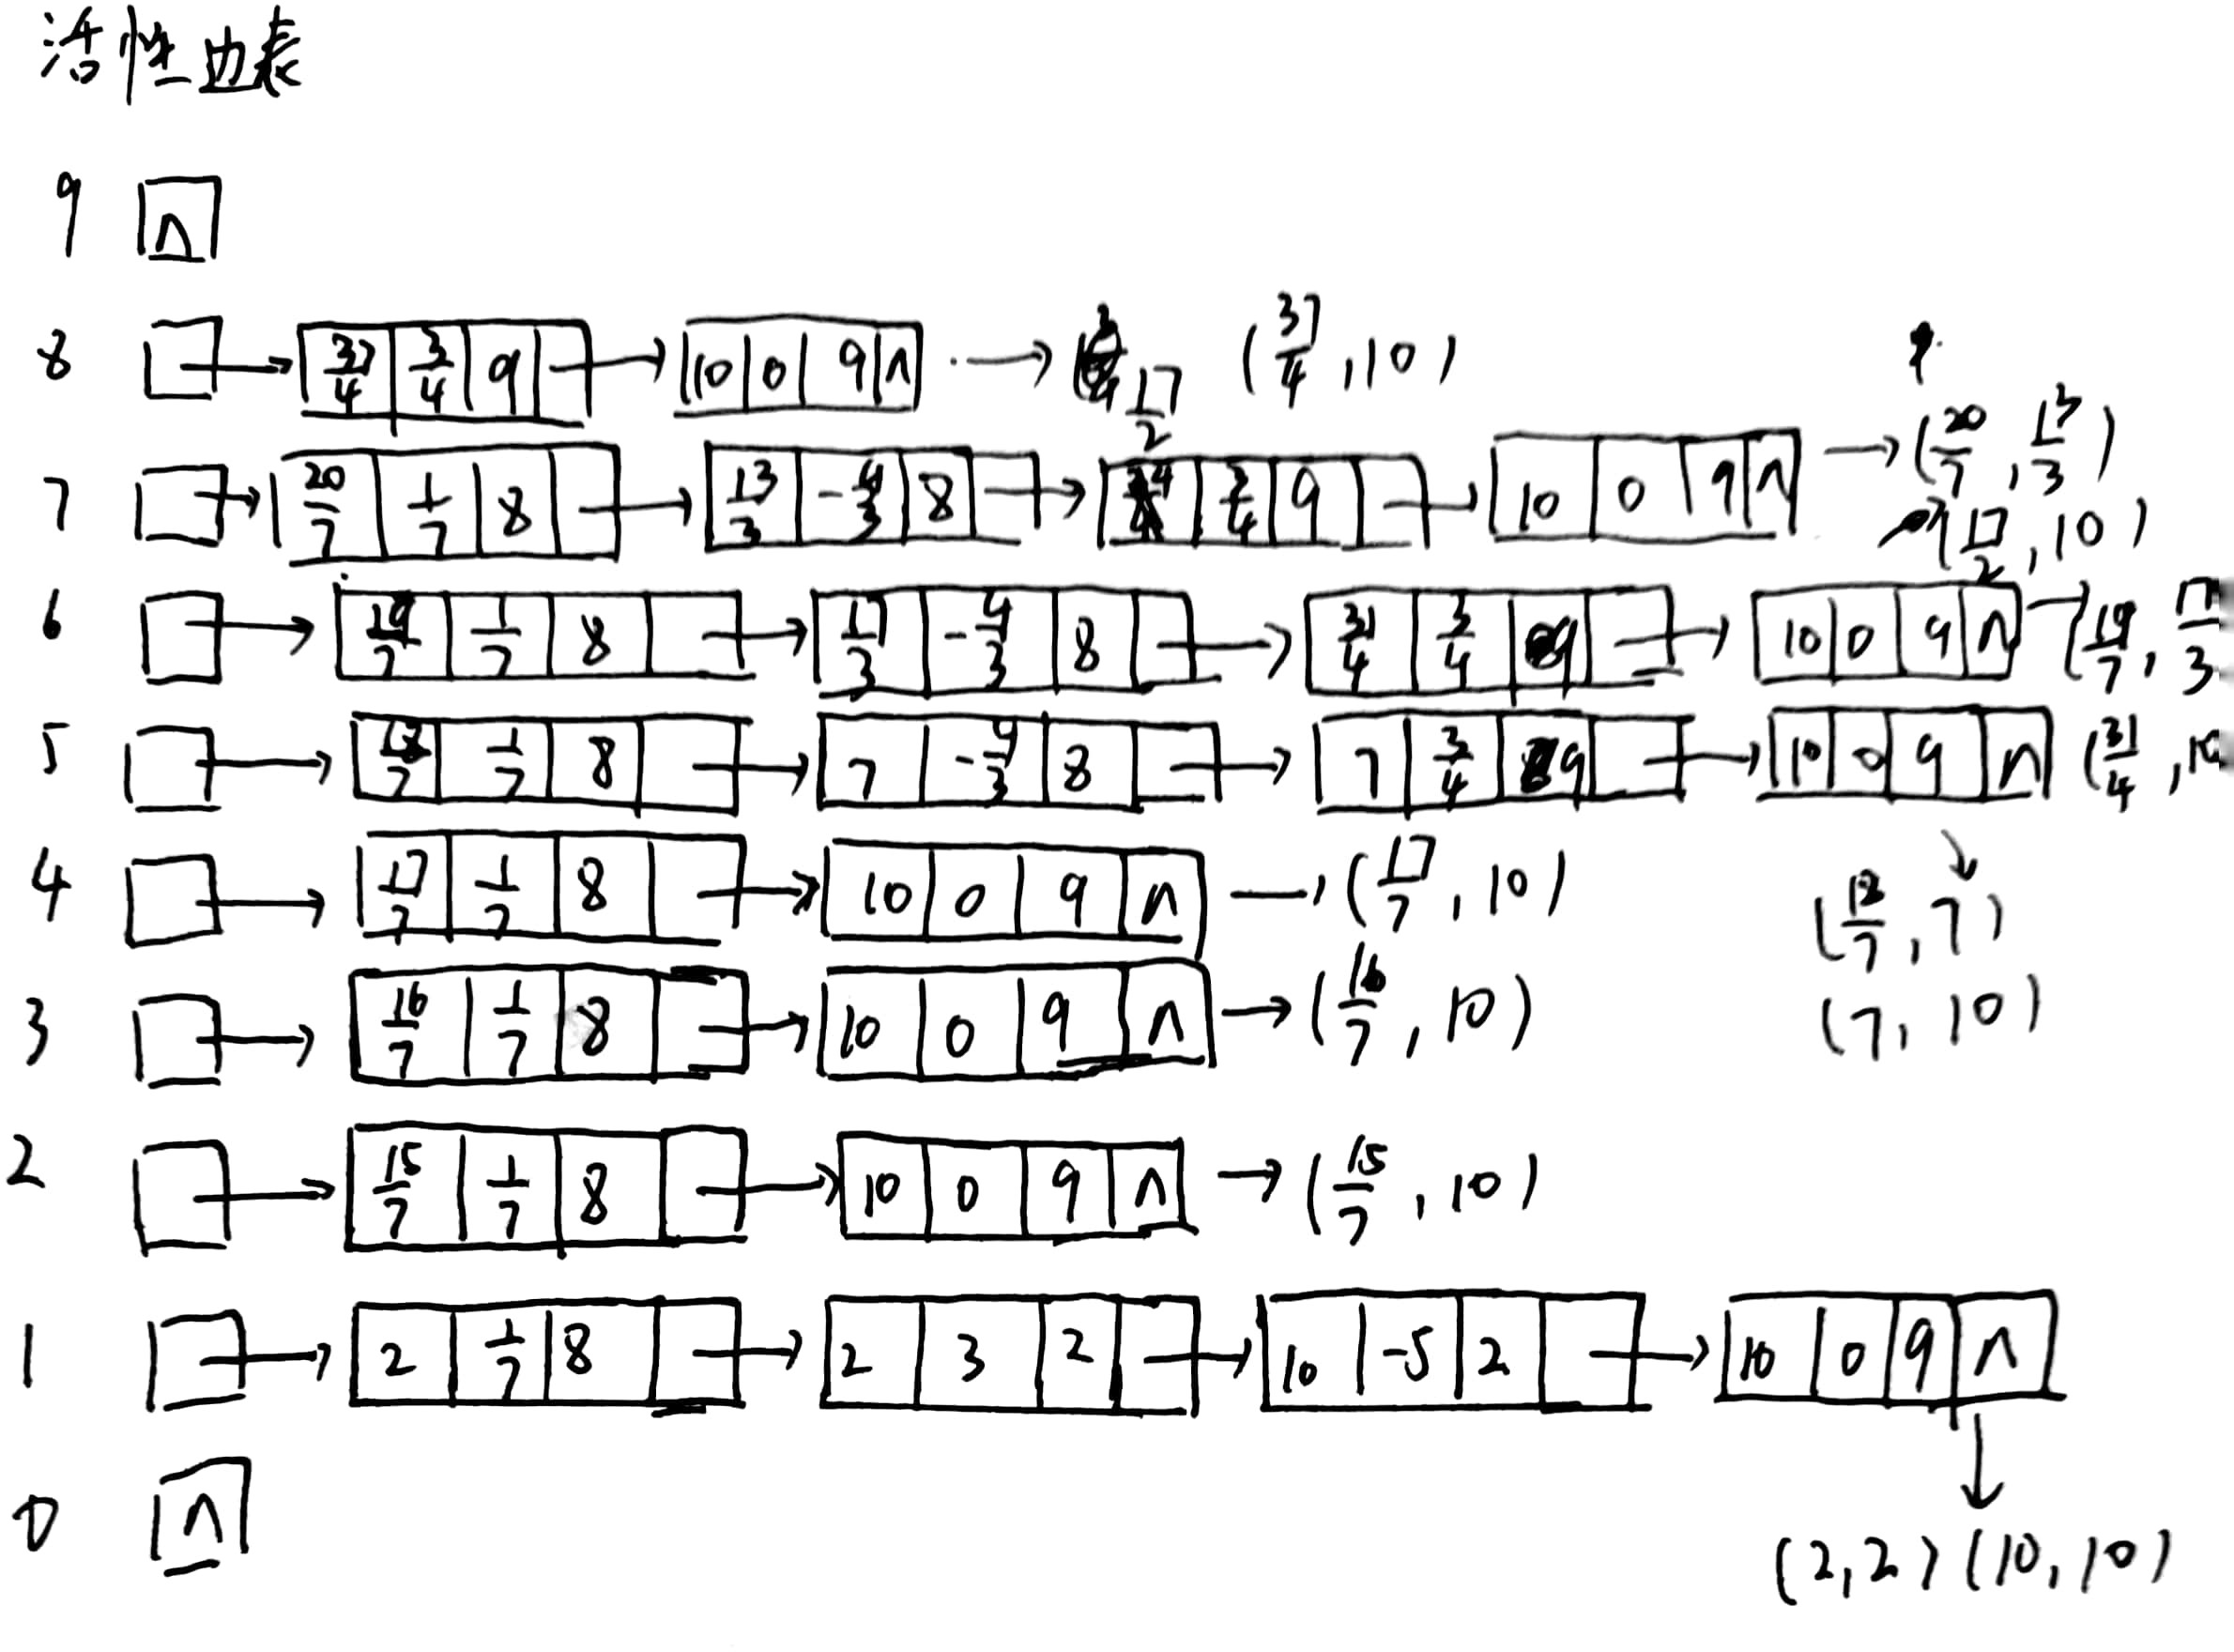 活性边表
9 ∧
8 → 37/4 3/4 9 → 10 0 9 ∧ → (37/4, 10)
7 → 20/7 1/7 8 → 13/3 -4/3 8 → 17/2 3/4 9 → 10 0 9 ∧ → (20/7, 13/3)
(17/2, 10)
6 → 19/7 1/7 8 → 17/3 -4/3 8 → 31/4 3/4 9 → 10 0 9 ∧ → (19/7, 17/3
5 → 18/7 1/7 8 → 7 -4/3 8 → 7 3/4 9 → 10 0 9 ∧ (31/4, 10
4 → 17/7 1/7 8 → 10 0 9 ∧ → (17/7, 10) ↓ (18/7, 7)
3 → 16/7 1/7 8 → 10 0 9 ∧ → (16/7, 10) (7, 10)
2 → 15/7 1/7 8 → 10 0 9 ∧ → (15/7, 10)
1 → 2 1/7 8 → 2 3 2 → 10 -5 2 → 10 0 9 ∧
0 ∧ ↓
(2,2) (10,10)